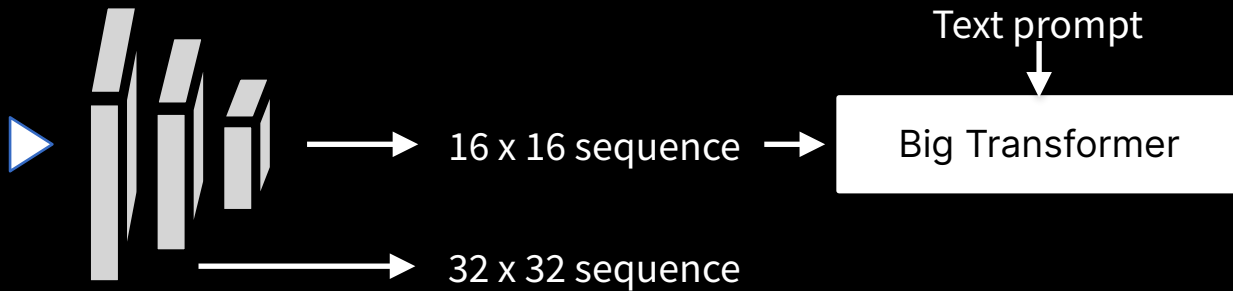 Text prompt
16 x 16 sequence
Big Transformer
32 x 32 sequence